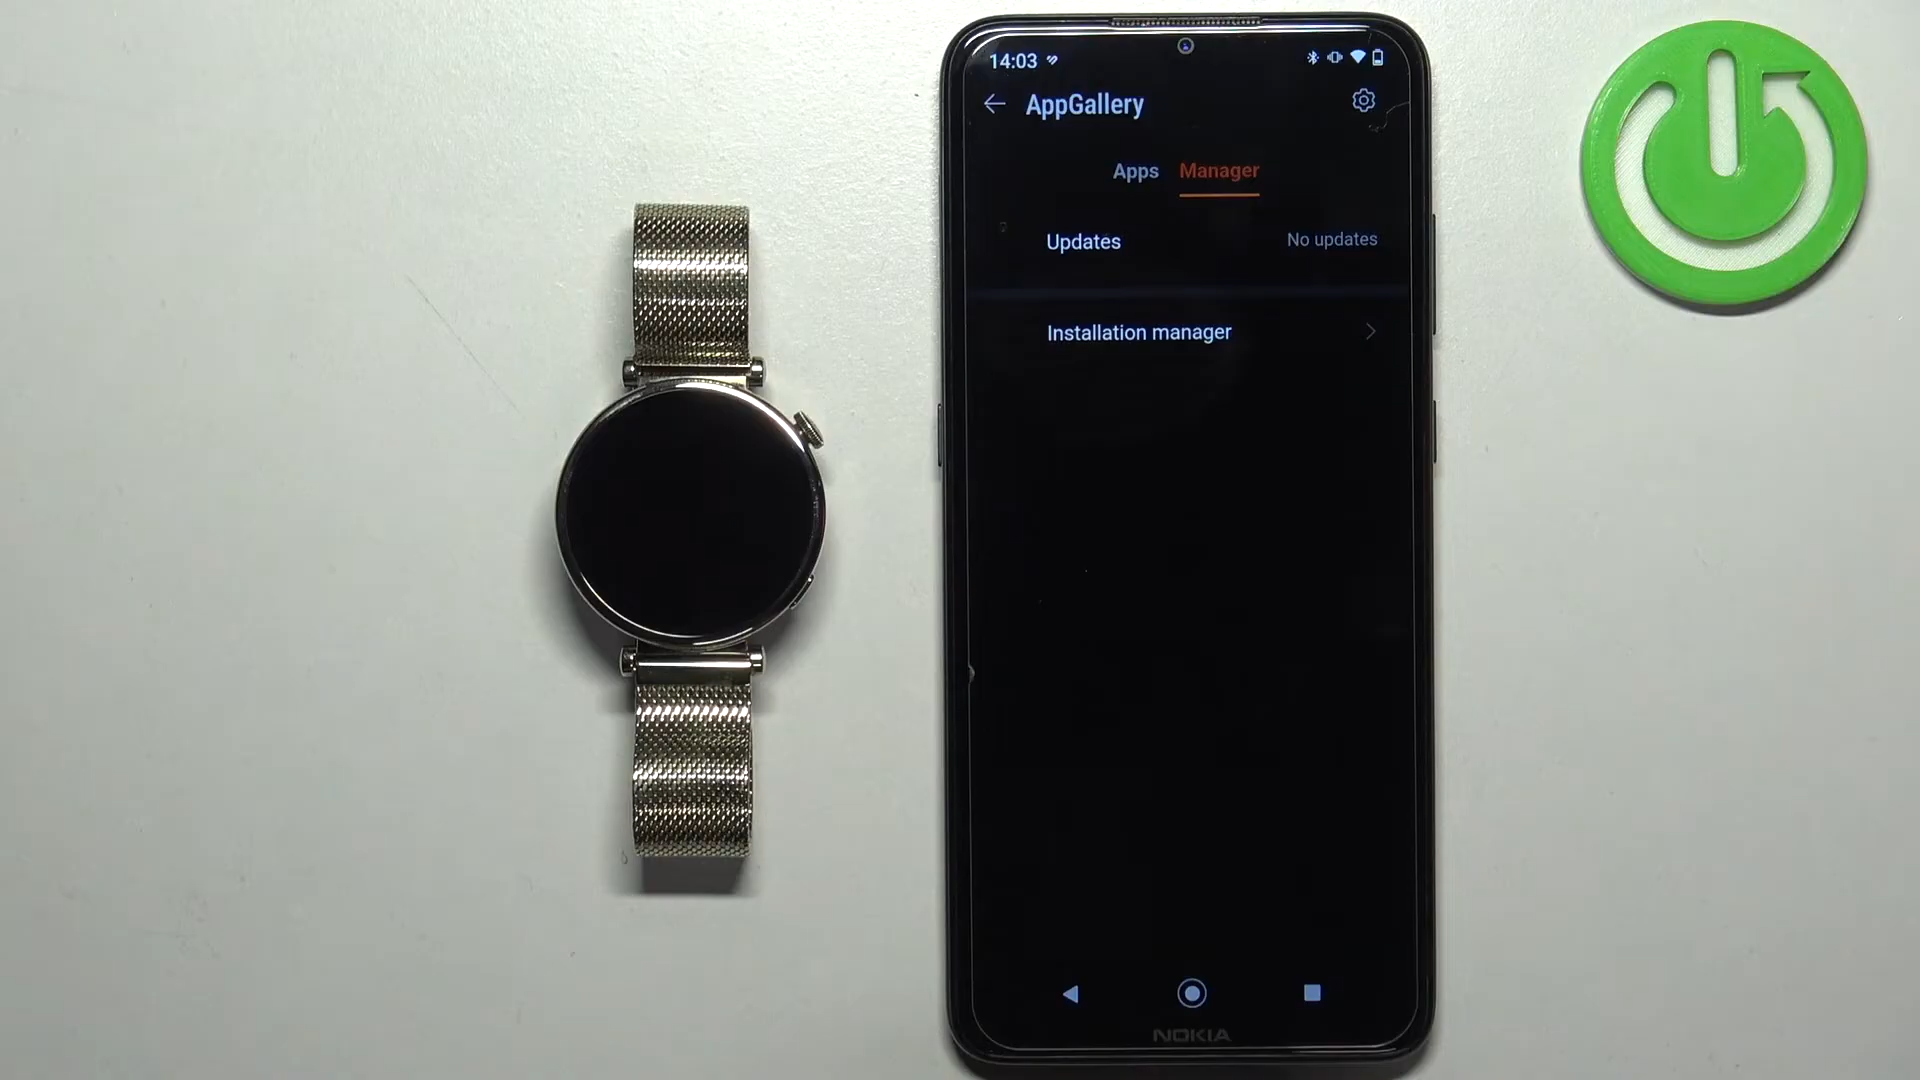 14:03
AppGallery
Apps Manager
Updates No updates
Installation manager
NOKIA